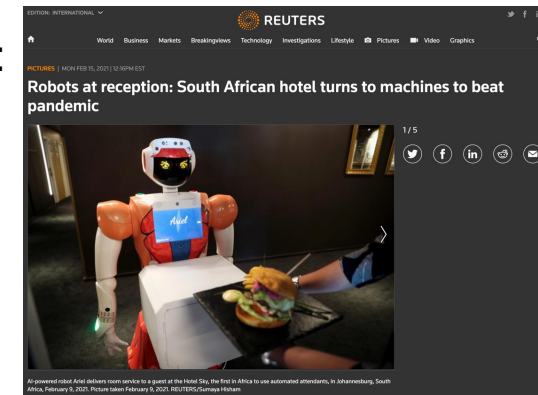 EDITION: INTERNATIONAL
REUTERS
World Business Markets Breakingviews Technology Investigations Lifestyle Pictures Video Graphics
PICTURES | MON FEB 15, 2021 | 12:16PM EST
Robots at reception: South African hotel turns to machines to beat
pandemic
1 / 5
Ariel
AI-powered robot Ariel delivers room service to a guest at the Hotel Sky, the first in Africa to use automated attendants, in Johannesburg, South
Africa, February 9, 2021. Picture taken February 9, 2021. REUTERS/Sumaya Hisham